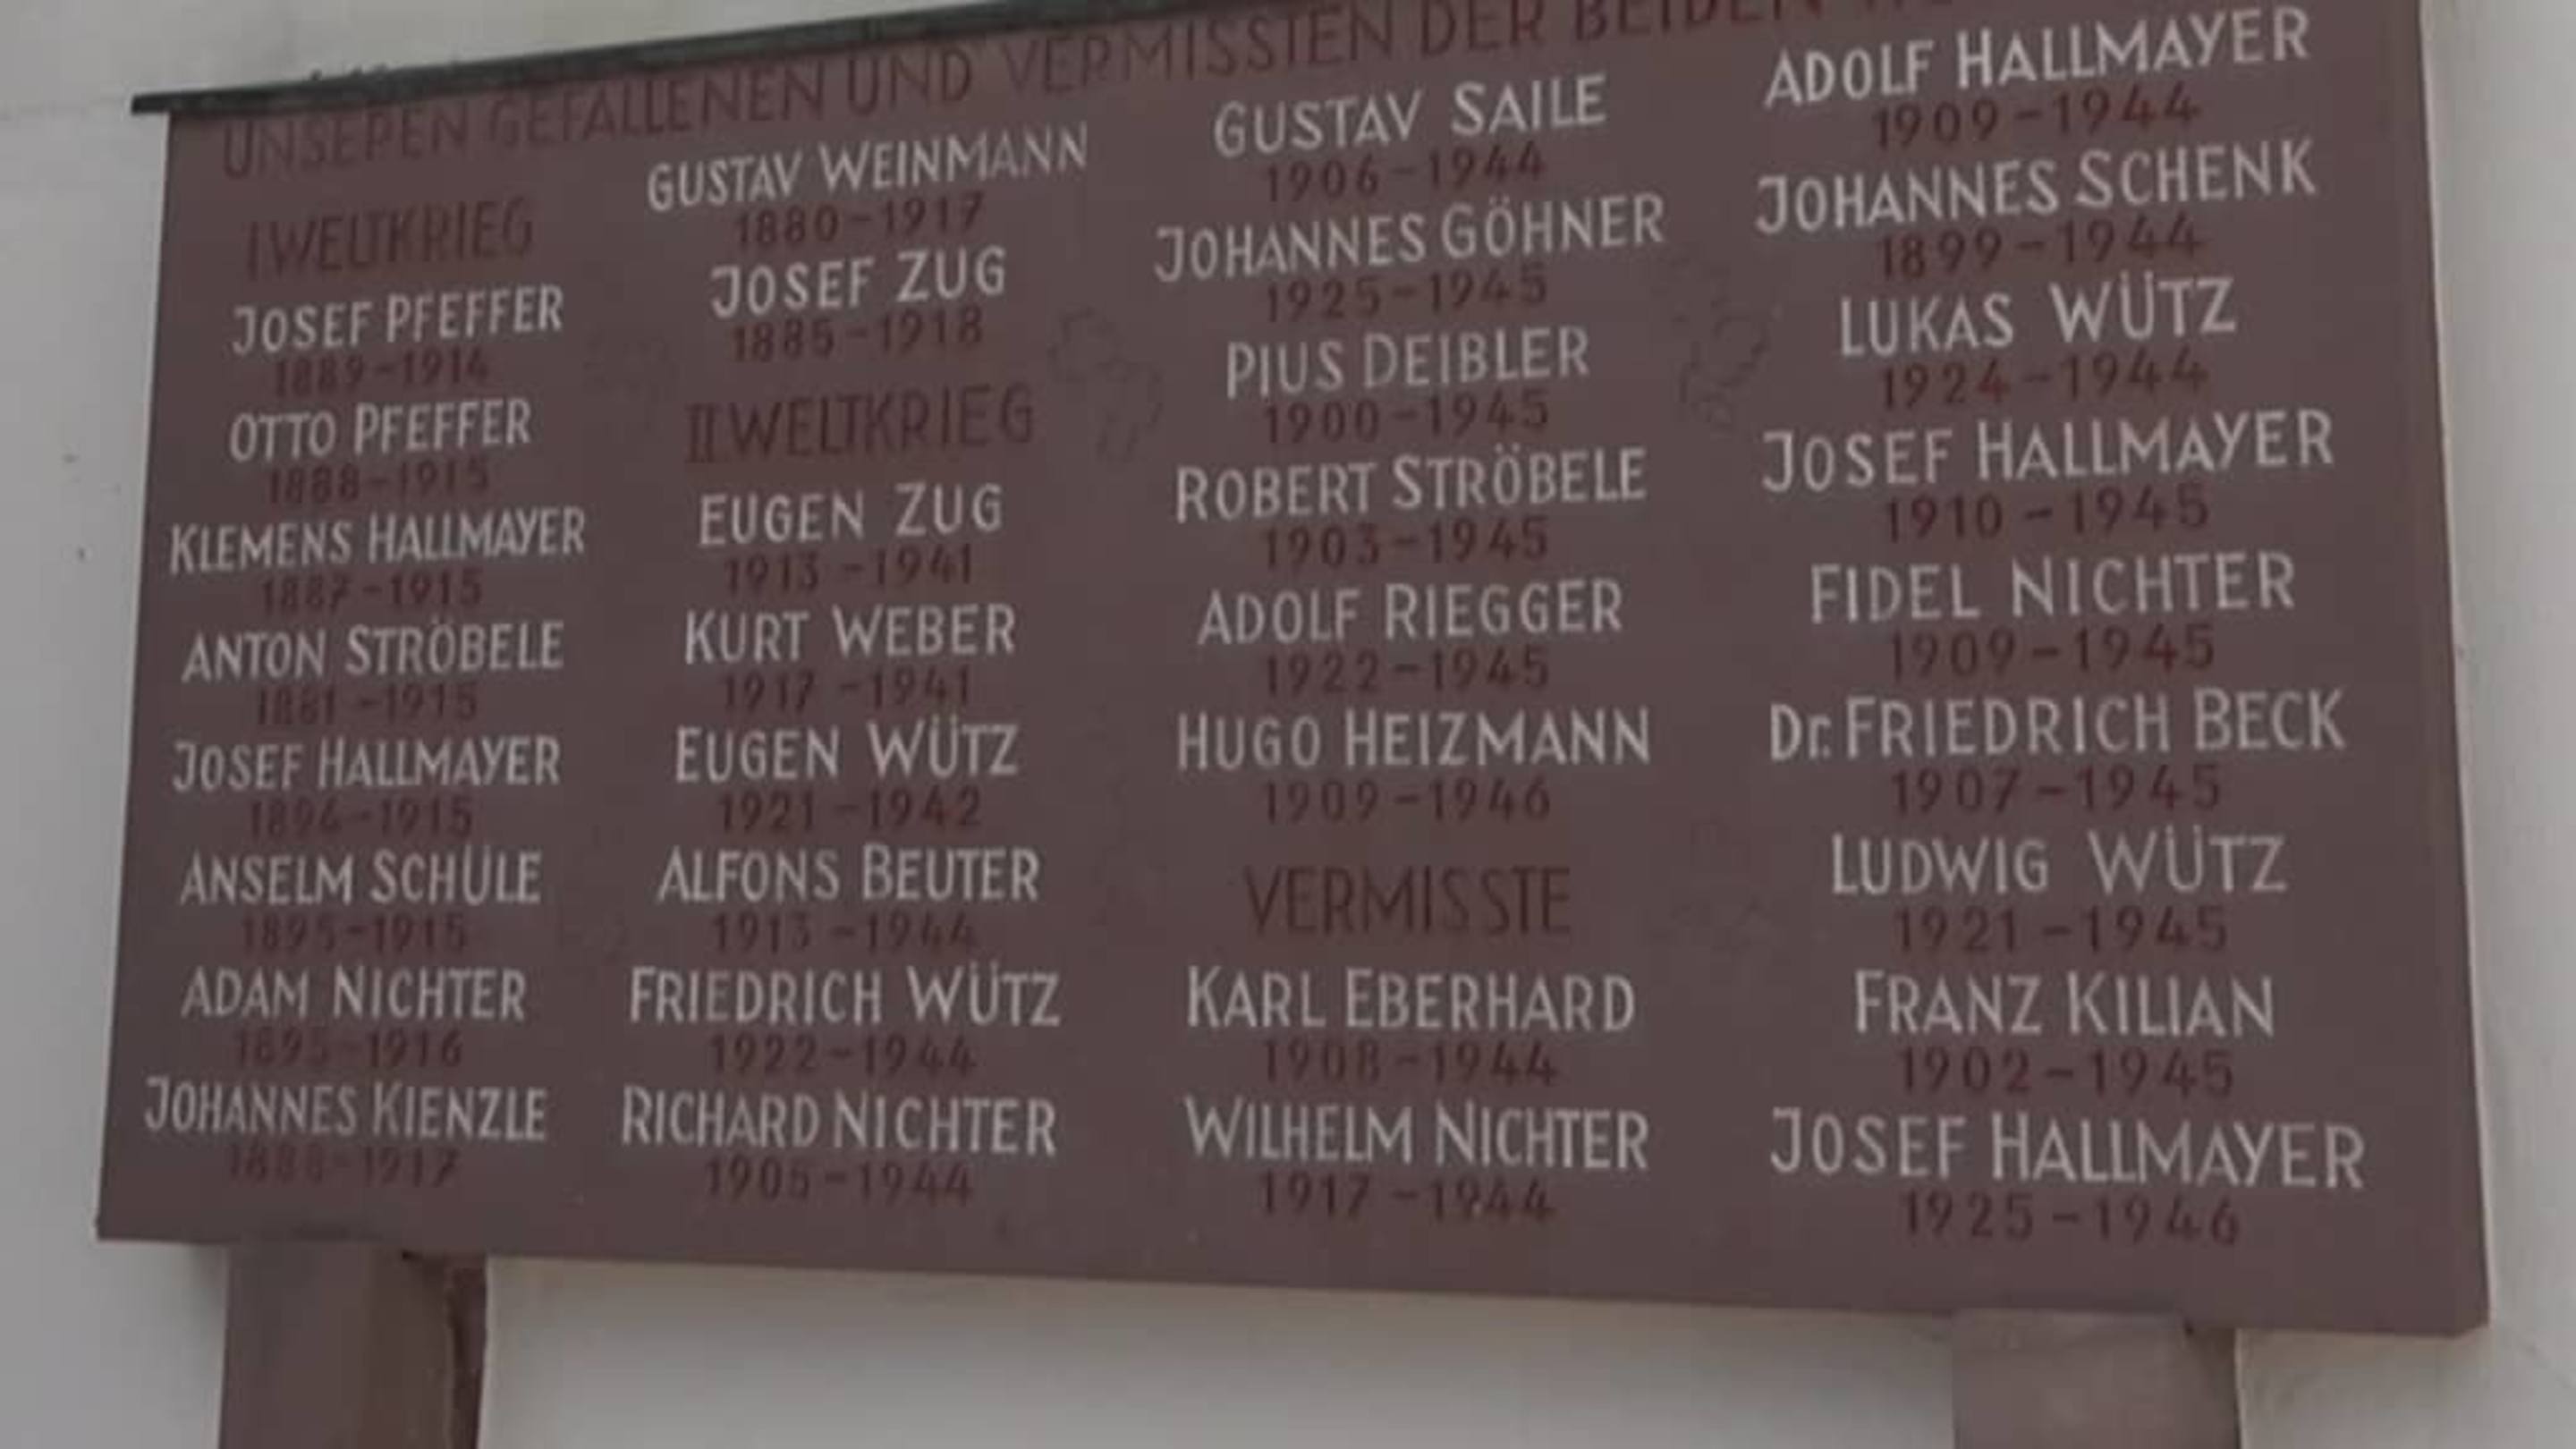 UNSEREN GEFALLENEN UND VERMISSTEN DER BEIDEN
I WELTKRIEG
JOSEF PFEFFER
1889-1914
OTTO PFEFFER
1888-1915
KLEMENS HALLMAYER
1887-1915
ANTON STRÖBELE
1881-1915
JOSEF HALLMAYER
1894-1915
ANSELM SCHÜLE
1895-1915
ADAM NICHTER
JOHANNES KIENZLE
GUSTAV WEINMANN
1880-1917
JOSEF ZUG
1885-1918
II WELTKRIEG
EUGEN ZUG
1913-1941
KURT WEBER
1917-1941
EUGEN WÜTZ
1921-1942
ALFONS BEUTER
1913-1944
FRIEDRICH WÜTZ
1922-1944
RICHARD NICHTER
1905-1944
GUSTAV SAILE
1906-1944
JOHANNES GÖHNER
1925-1945
PIUS DEIBLER
1900-1945
ROBERT STRÖBELE
1903-1945
ADOLF RIEGGER
1922-1945
HUGO HEIZMANN
1909-1946
VERMISSTE
KARL EBERHARD
1908-1944
WILHELM NICHTER
1917-1944
ADOLF HALLMAYER
1909-1944
JOHANNES SCHENK
1899-1944
LUKAS WÜTZ
1924-1944
JOSEF HALLMAYER
1910-1945
FIDEL NICHTER
1909-1945
Dr. FRIEDRICH BECK
1907-1945
LUDWIG WÜTZ
1921-1945
FRANZ KILIAN
1902-1945
JOSEF HALLMAYER
1925-1946